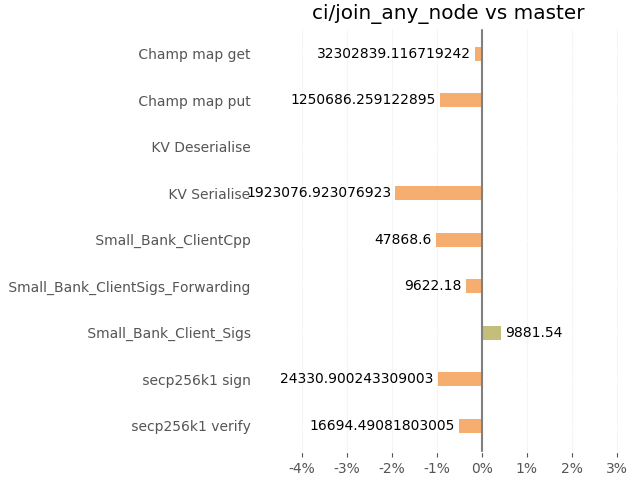 ci/join_any_node vs master
Champ map get 32302839.116719242
Champ map put 1250686.259122895
KV Deserialise
KV Serialise 1923076.923076923
Small_Bank_ClientCpp 47868.6
Small_Bank_ClientSigs_Forwarding 9622.18
Small_Bank_Client_Sigs 9881.54
secp256k1 sign 24330.900243309003
secp256k1 verify 16694.49081803005
-4% -3% -2% -1% 0% 1% 2% 3%